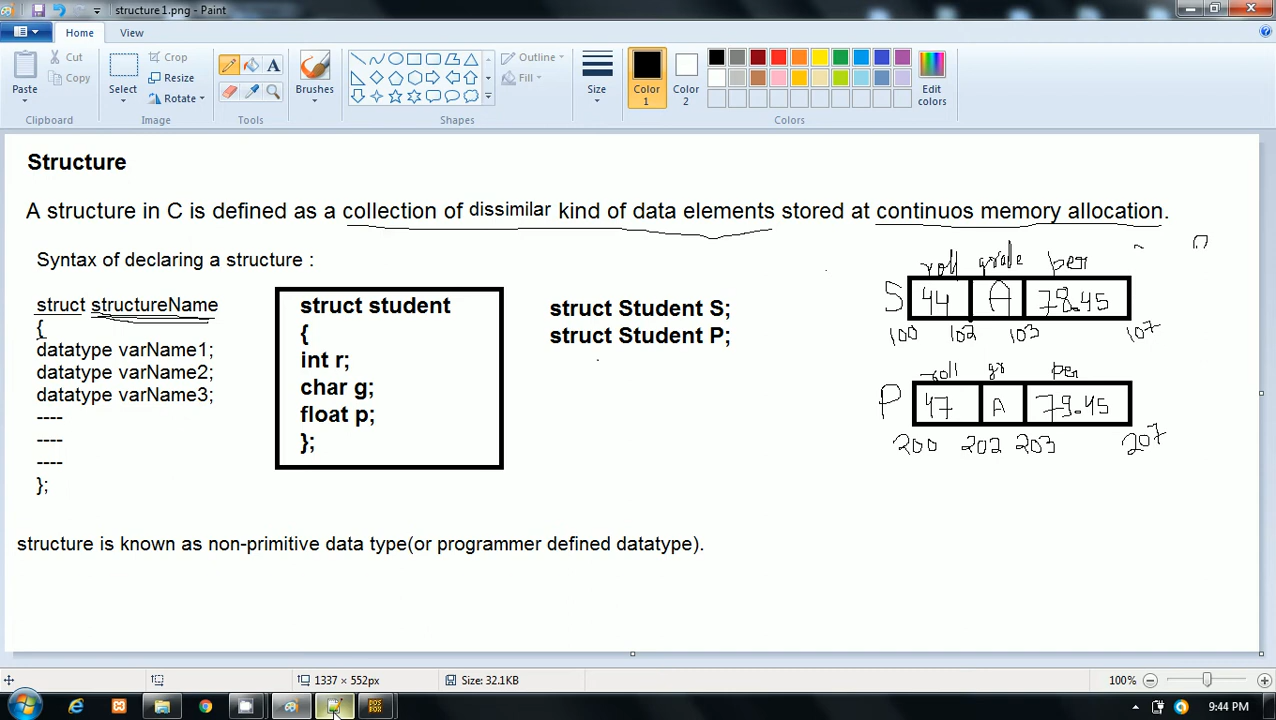 structure1.png - Paint
Home
View
Paste
Cut
Copy
Clipboard
Select
Crop
Resize
Rotate
Image
Tools
Brushes
Shapes
Outline
Fill
Size
Color 1
Color 2
Edit colors
Colors
Structure
A structure in C is defined as a collection of dissimilar kind of data elements stored at continuos memory allocation.
Syntax of declaring a structure :
struct structureName
{
datatype varName1;
datatype varName2;
datatype varName3;
----
----
----
};
struct student
{
int r;
char g;
float p;
};
struct Student S;
struct Student P;
roll grade per
S 44 A 78.45
100 102 103 107
roll gr per
P 47 A 79.45
200 202 203 207
structure is known as non-primitive data type(or programmer defined datatype).
1337 × 552px
Size: 32.1KB
100%
DOS BOX
9:44 PM